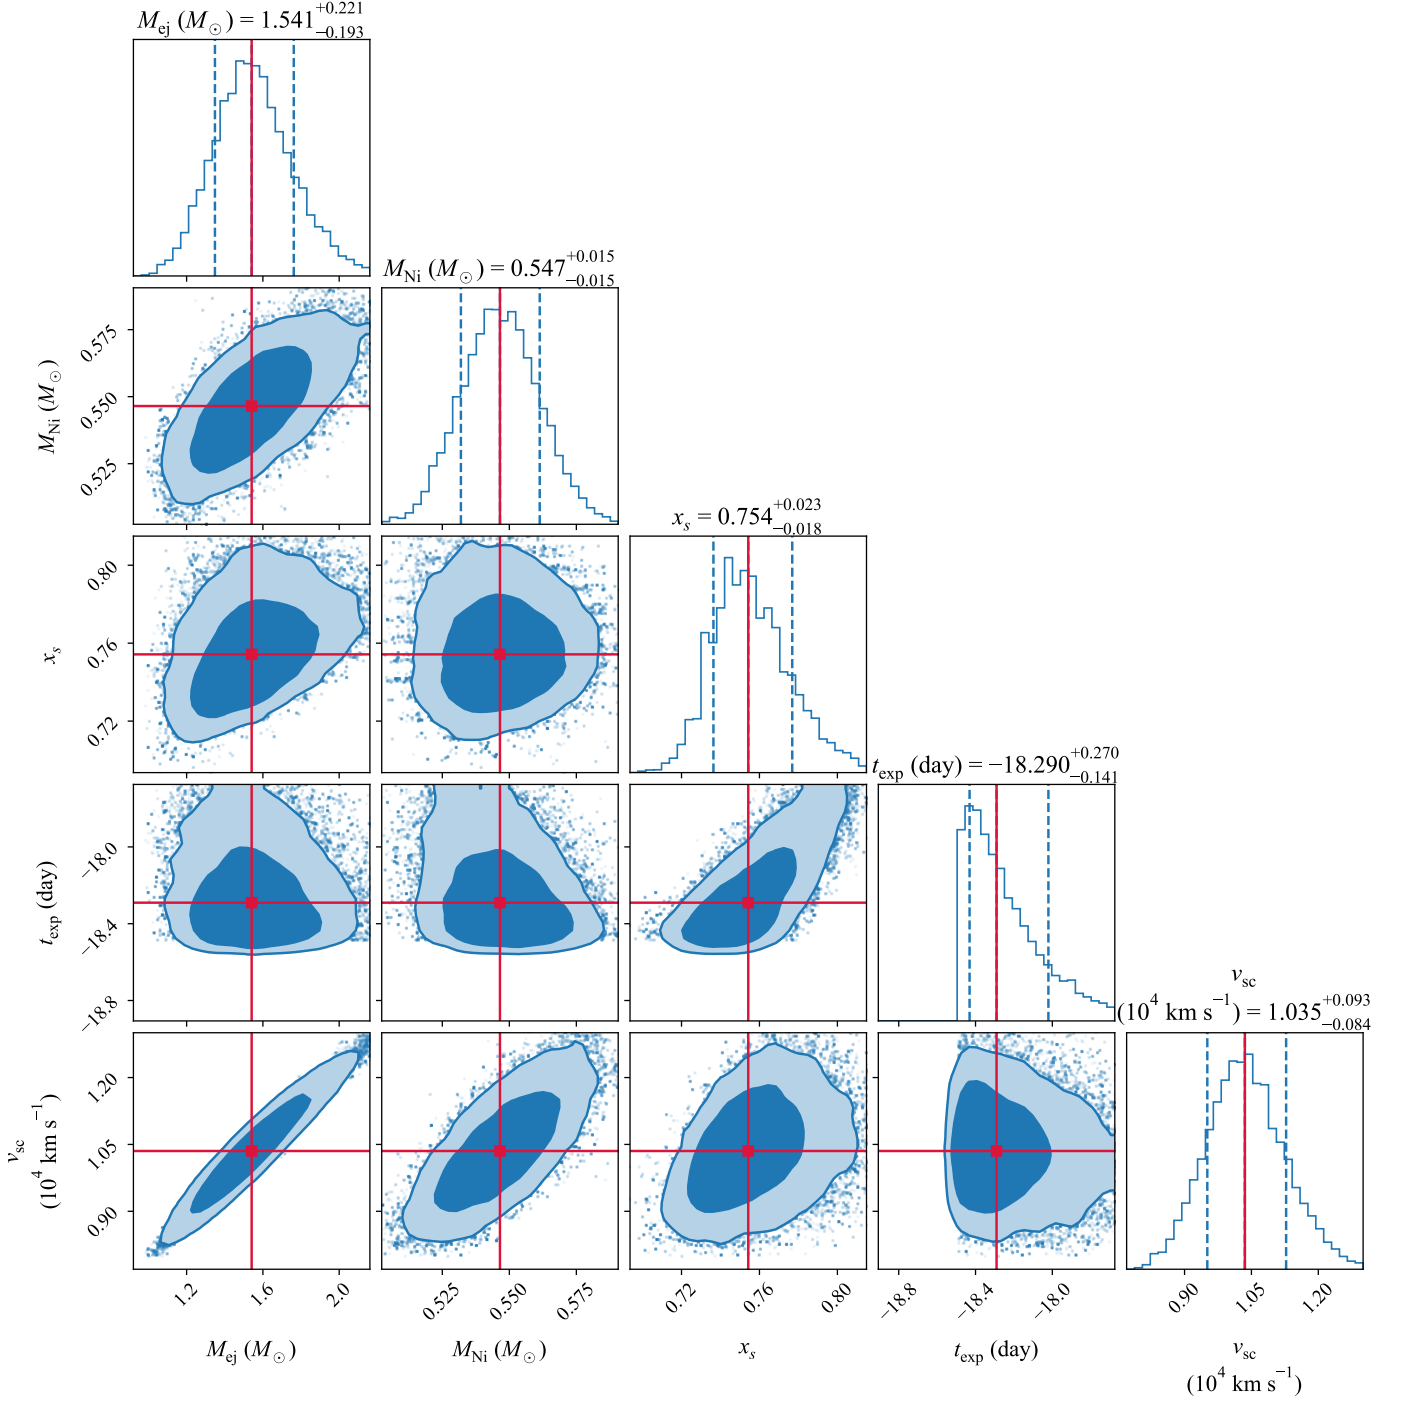 M_ej (M_⊙) = 1.541^{+0.221}_{−0.193}
M_Ni (M_⊙) = 0.547^{+0.015}_{−0.015}
0.575
0.550
0.525
M_Ni (M_⊙)
x_s = 0.754^{+0.023}_{−0.018}
0.80
0.76
0.72
x_s
t_exp (day) = −18.290^{+0.270}_{−0.141}
−18.0
−18.4
−18.8
t_exp (day)
v_sc
(10^4 km s^{−1}) = 1.035^{+0.093}_{−0.084}
1.20
1.05
0.90
v_sc
(10^4 km s^{−1})
1.2 1.6 2.0 0.525 0.550 0.575 0.72 0.76 0.80 −18.8 −18.4 −18.0 0.90 1.05 1.20
M_ej (M_⊙) M_Ni (M_⊙) x_s t_exp (day) v_sc
(10^4 km s^{−1})